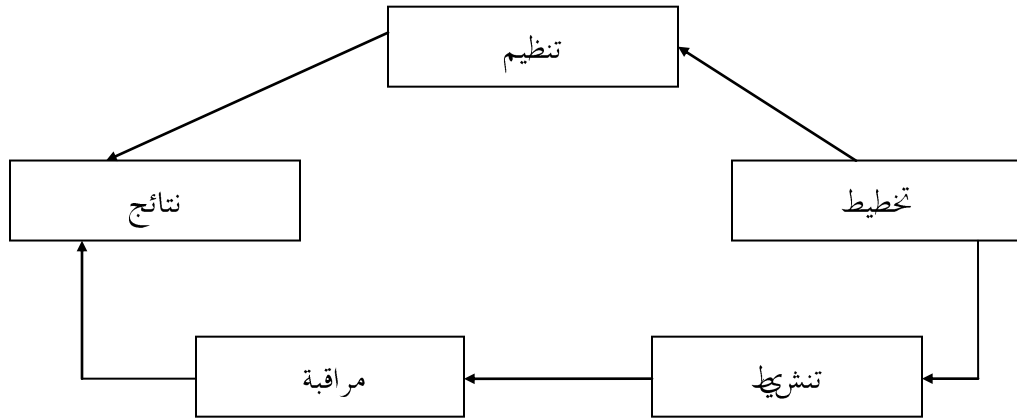 تنظيم
تخطيط
نتائج
تنشيط
مراقبة